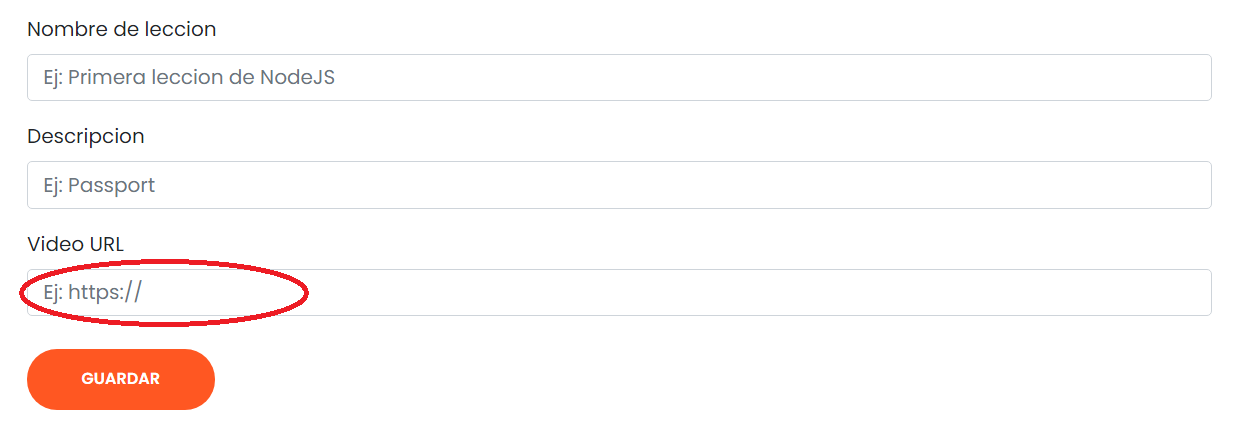 Nombre de leccion
Ej: Primera leccion de NodeJS
Descripcion
Ej: Passport
Video URL
Ej: https://
GUARDAR